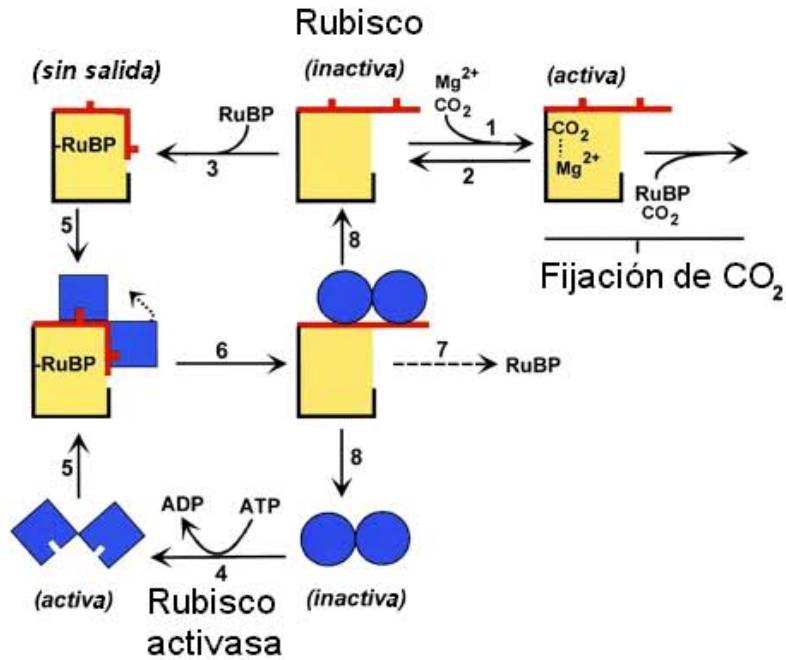 Rubisco
(sin salida)
(inactiva)
(activa)
Mg2+
CO2
RuBP
1
2
3
-RuBP
-CO2
Mg2+
RuBP
CO2
Fijación de CO2
5
8
-RuBP
6
7
RuBP
5
8
ADP
ATP
4
(activa)
Rubisco
activasa
(inactiva)